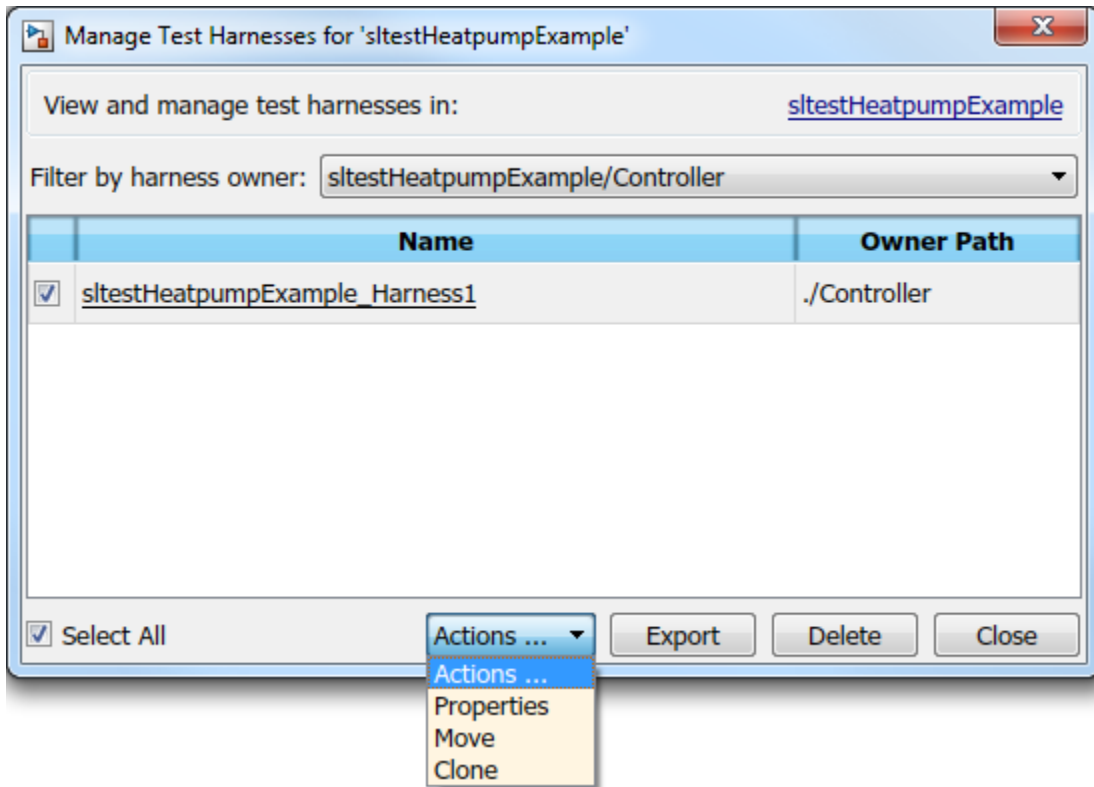 Manage Test Harnesses for 'sltestHeatpumpExample'
View and manage test harnesses in: sltestHeatpumpExample
Filter by harness owner: sltestHeatpumpExample/Controller
Name Owner Path
sltestHeatpumpExample_Harness1 ./Controller
Select All Actions ... Export Delete Close
Actions ...
Properties
Move
Clone